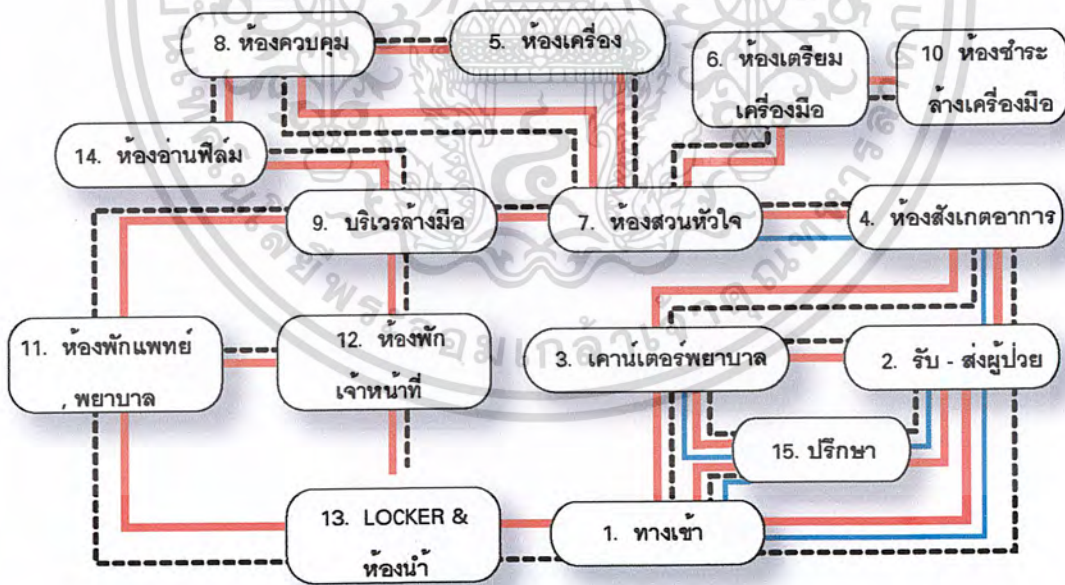 8. ห้องควบคุม
5. ห้องเครื่อง
6. ห้องเตรียม
เครื่องมือ
10 ห้องชำระ
ล้างเครื่องมือ
14. ห้องอ่านฟิล์ม
9. บริเวรล้างมือ
7. ห้องสวนหัวใจ
4. ห้องสังเกตอาการ
11. ห้องพักแพทย์
, พยาบาล
12. ห้องพัก
เจ้าหน้าที่
3. เคาน์เตอร์พยาบาล
2. รับ - ส่งผู้ป่วย
15. ปรึกษา
13. LOCKER &
ห้องน้ำ
1. ทางเข้า